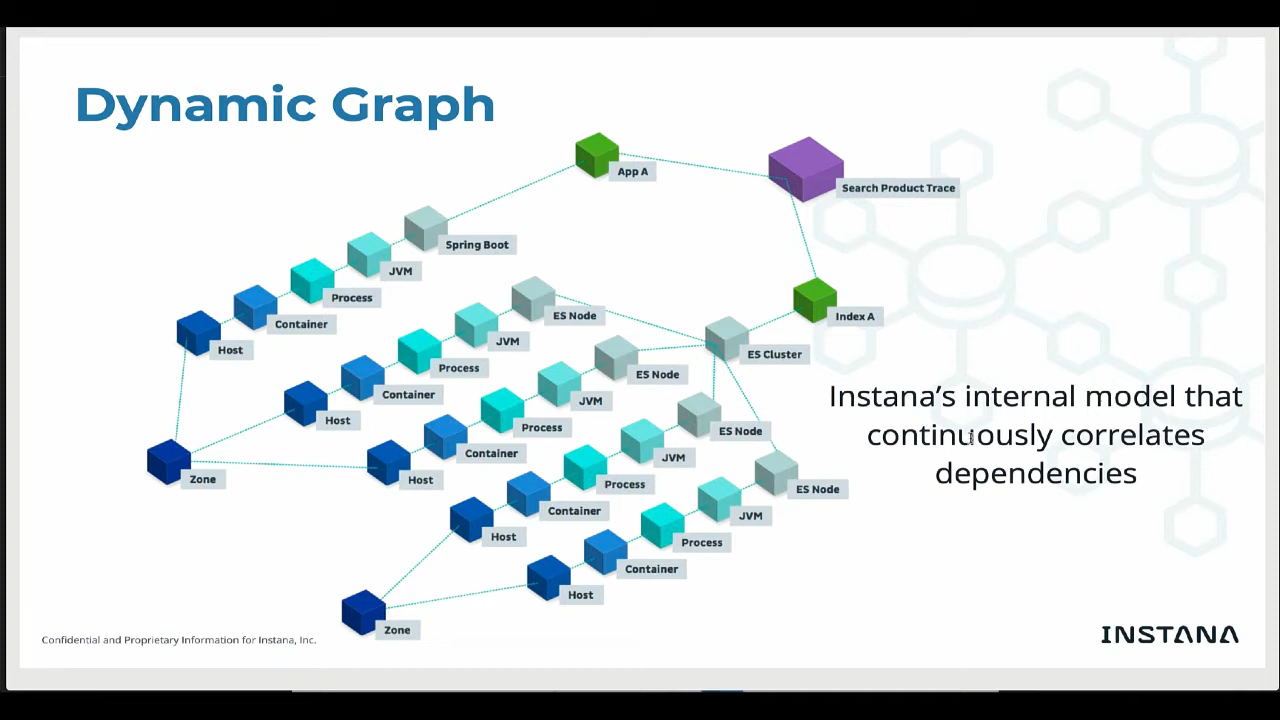 Dynamic Graph
App A
Search Product Trace
Spring Boot
JVM
Process
Container
Host
Index A
ES Node
JVM
Process
Container
Host
ES Cluster
ES Node
JVM
Process
Container
Host
Zone
ES Node
JVM
Process
Container
Host
ES Node
JVM
Process
Container
Host
Zone
Instana’s internal model that
continuously correlates
dependencies
Confidential and Proprietary Information for Instana, Inc.
INSTANA